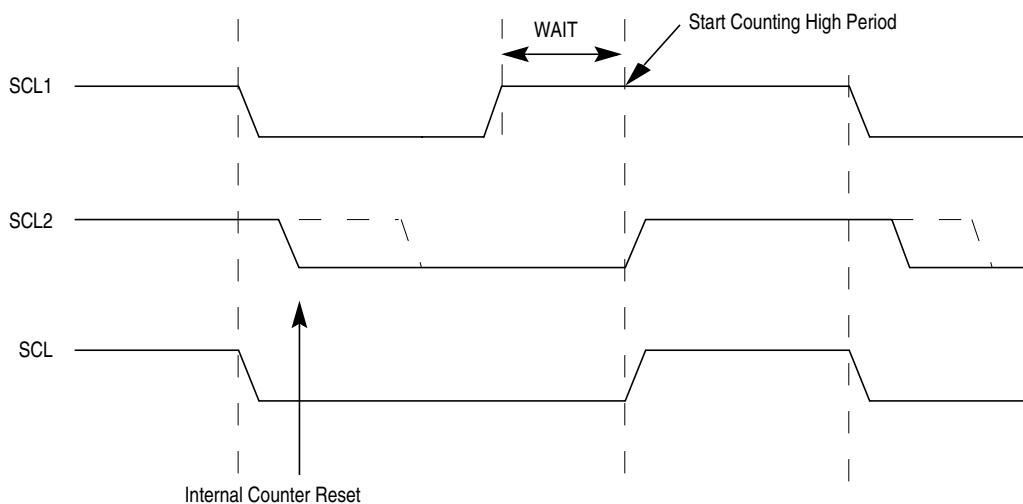 WAIT
Start Counting High Period
SCL1
SCL2
SCL
Internal Counter Reset